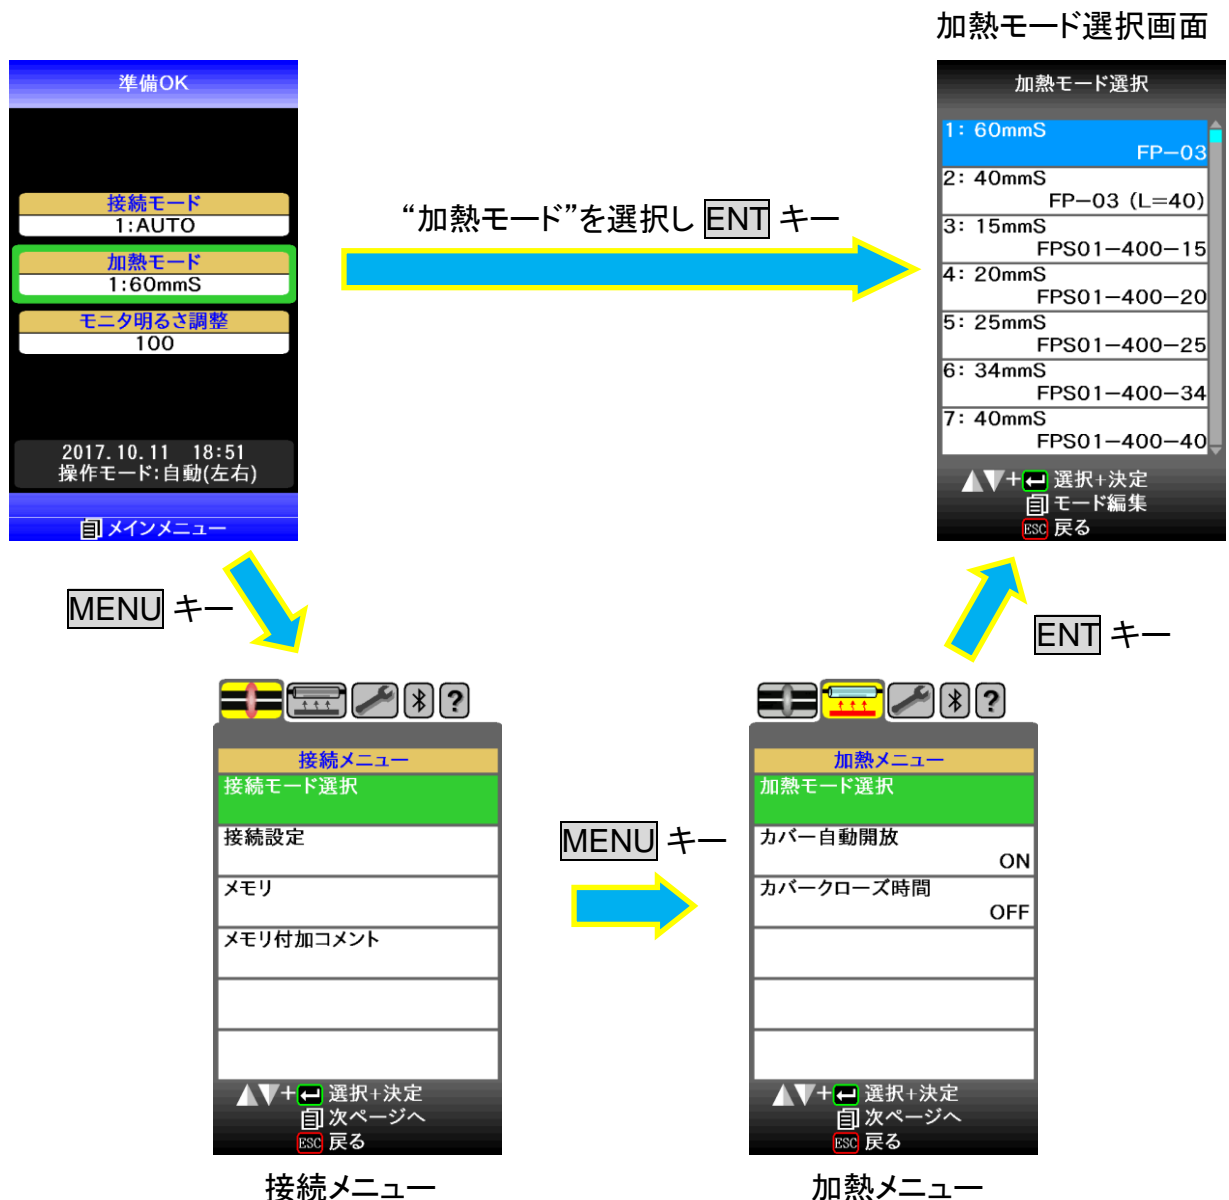 加熱モード選択画面
準備OK
接続モード
1:AUTO
加熱モード
1:60mmS
モニタ明るさ調整
100
2017.10.11 18:51
操作モード:自動(左右)
メインメニュー
“加熱モード”を選択し ENT キー
加熱モード選択
1: 60mmS
FP-03
2: 40mmS
FP-03 (L=40)
3: 15mmS
FPS01-400-15
4: 20mmS
FPS01-400-20
5: 25mmS
FPS01-400-25
6: 34mmS
FPS01-400-34
7: 40mmS
FPS01-400-40
+ 選択+決定
モード編集
ESC 戻る
MENU キー
ENT キー
?
接続メニュー
接続モード選択
接続設定
メモリ
メモリ付加コメント
+ 選択+決定
次ページへ
ESC 戻る
接続メニュー
MENU キー
?
加熱メニュー
加熱モード選択
カバー自動開放
ON
カバークローズ時間
OFF
+ 選択+決定
次ページへ
ESC 戻る
加熱メニュー